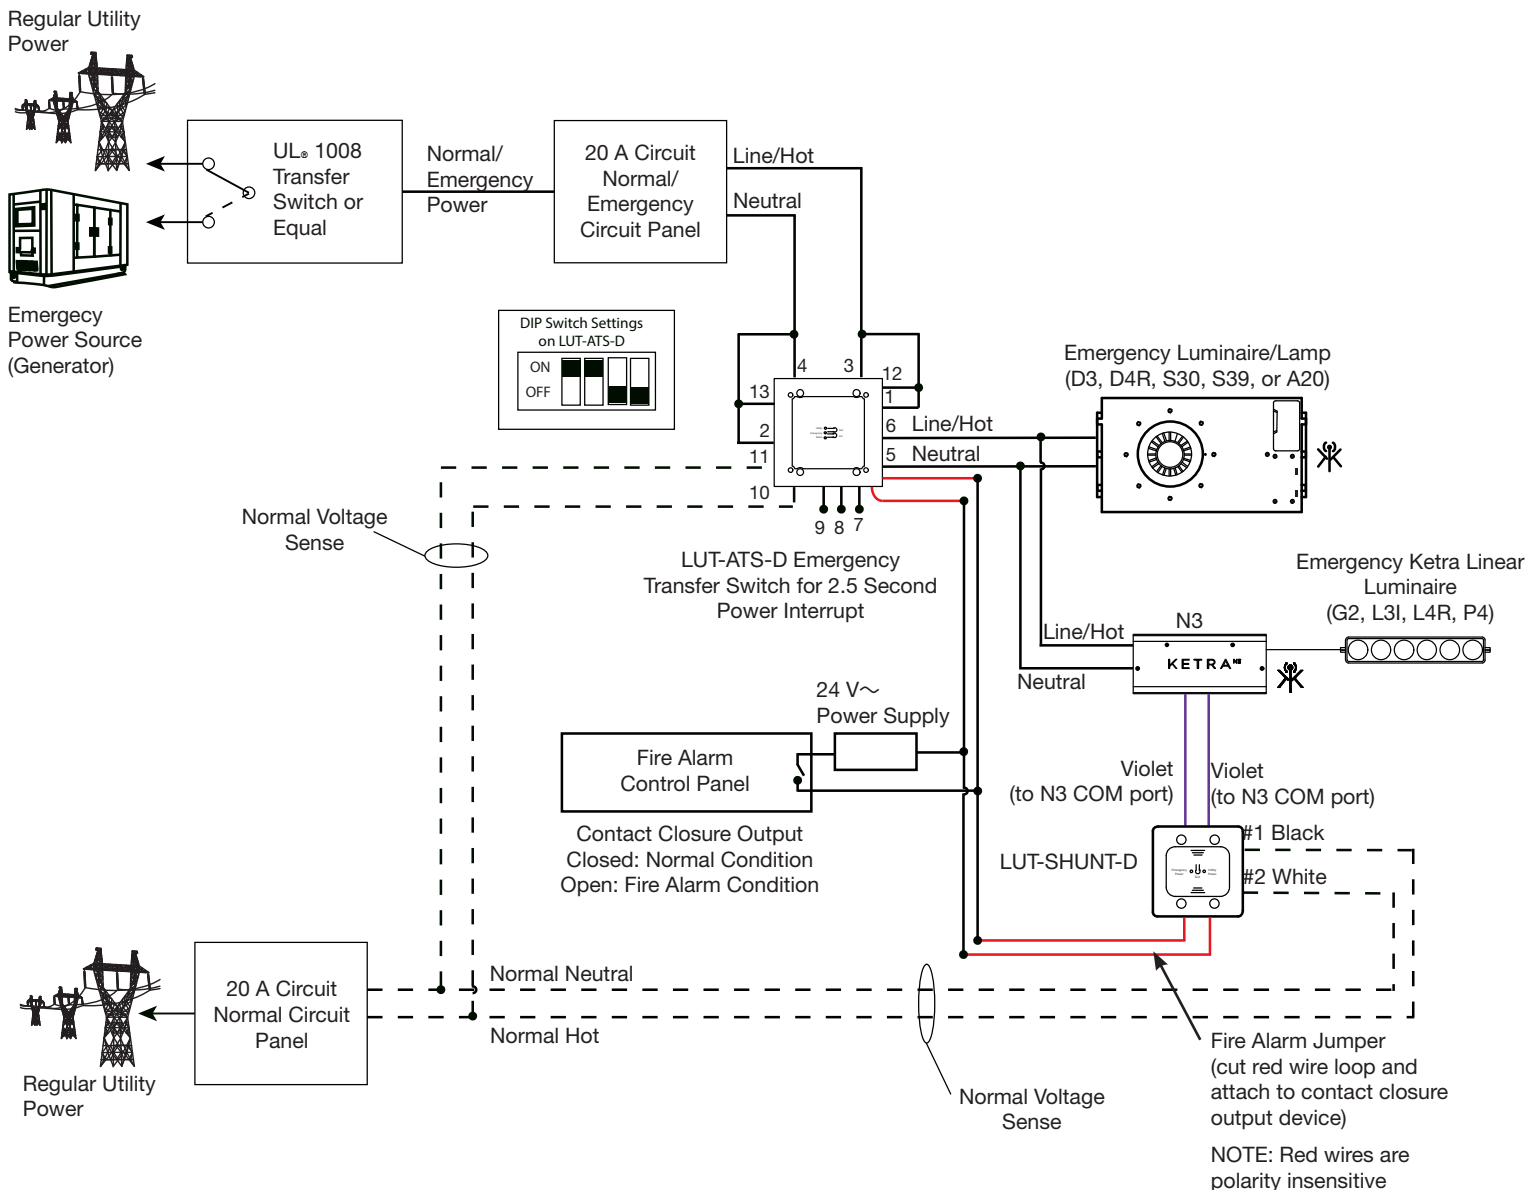 Regular Utility
Power
UL® 1008
Transfer
Switch or
Equal
Normal/
Emergency
Power
20 A Circuit
Normal/
Emergency
Circuit Panel
Line/Hot
Neutral
Emergecy
Power Source
(Generator)
DIP Switch Settings
on LUT-ATS-D
ON
OFF
4
3
13
12
1
2
6
Line/Hot
11
5
Neutral
10
9
8
7
Emergency Luminaire/Lamp
(D3, D4R, S30, S39, or A20)
Normal Voltage
Sense
LUT-ATS-D Emergency
Transfer Switch for 2.5 Second
Power Interrupt
Emergency Ketra Linear
Luminaire
(G2, L3I, L4R, P4)
Line/Hot
N3
KETRA N3
Neutral
24 V~
Power Supply
Fire Alarm
Control Panel
Contact Closure Output
Closed: Normal Condition
Open: Fire Alarm Condition
Violet
(to N3 COM port)
Violet
(to N3 COM port)
LUT-SHUNT-D
#1 Black
#2 White
20 A Circuit
Normal Circuit
Panel
Normal Neutral
Normal Hot
Regular Utility
Power
Normal Voltage
Sense
Fire Alarm Jumper
(cut red wire loop and
attach to contact closure
output device)
NOTE: Red wires are
polarity insensitive